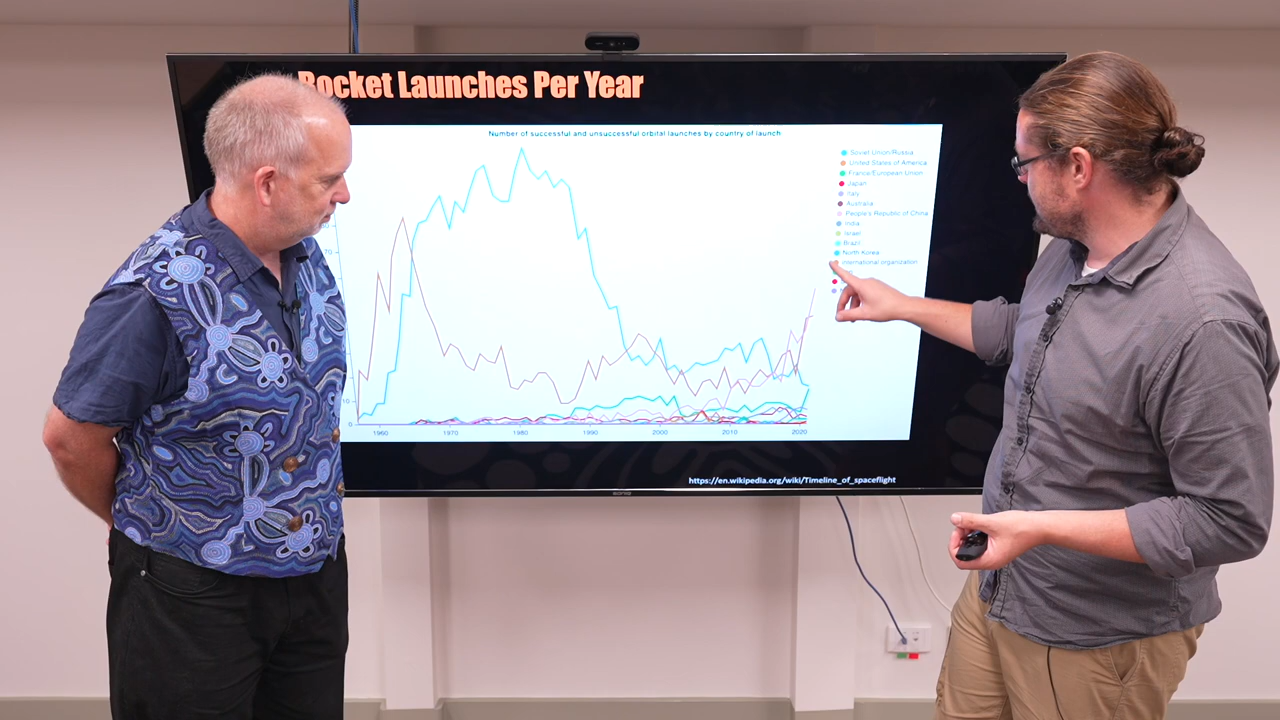 Rocket Launches Per Year
Number of successful and unsuccessful orbital launches by country of launch
Soviet Union/Russia
United States of America
France/European Union
Japan
Italy
Australia
People's Republic of China
India
Israel
Brazil
North Korea
International organization
70
10
0
1960 1970 1980 1990 2000 2010 2020
https://en.wikipedia.org/wiki/Timeline_of_spaceflight